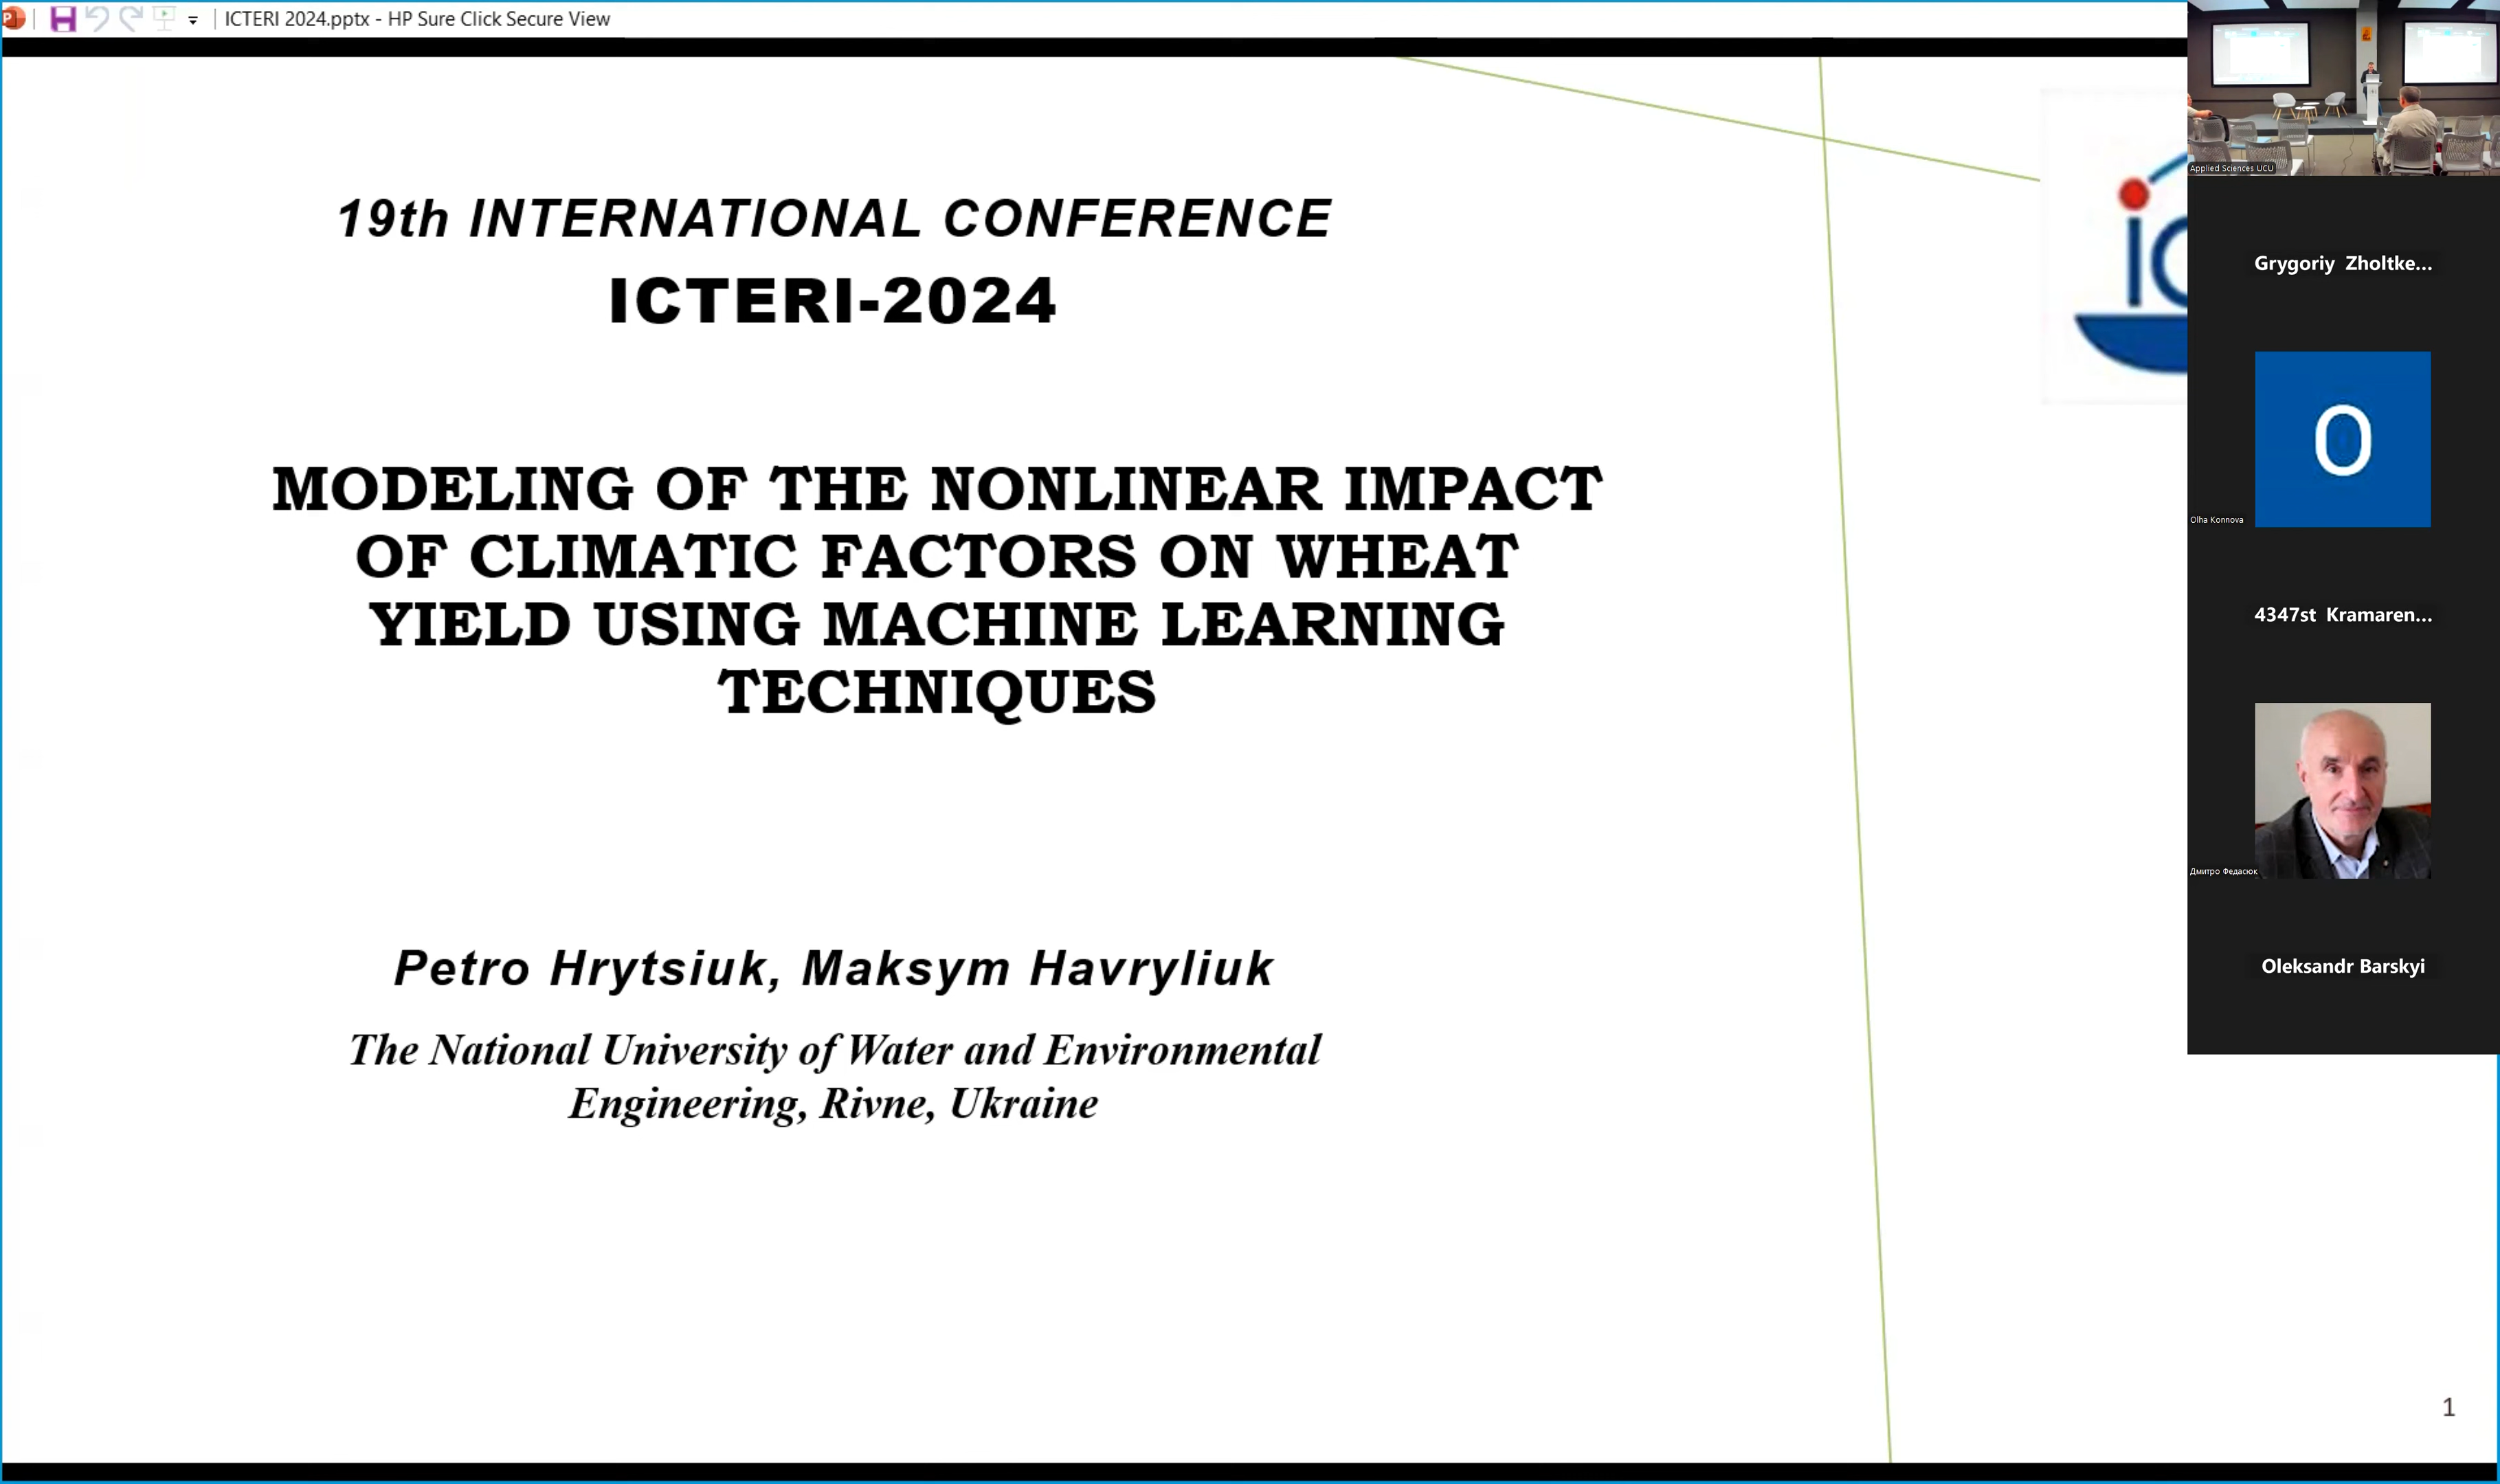 ICTERI 2024.pptx - HP Sure Click Secure View
19th INTERNATIONAL CONFERENCE
ICTERI-2024
MODELING OF THE NONLINEAR IMPACT
OF CLIMATIC FACTORS ON WHEAT
YIELD USING MACHINE LEARNING
TECHNIQUES
Petro Hrytsiuk, Maksym Havryliuk
The National University of Water and Environmental
Engineering, Rivne, Ukraine
1
ic
Applied Sciences UCU
Grygoriy Zholtke...
O
Olha Konnova
4347st Kramaren...
Дмитро Федасюк
Oleksandr Barskyi